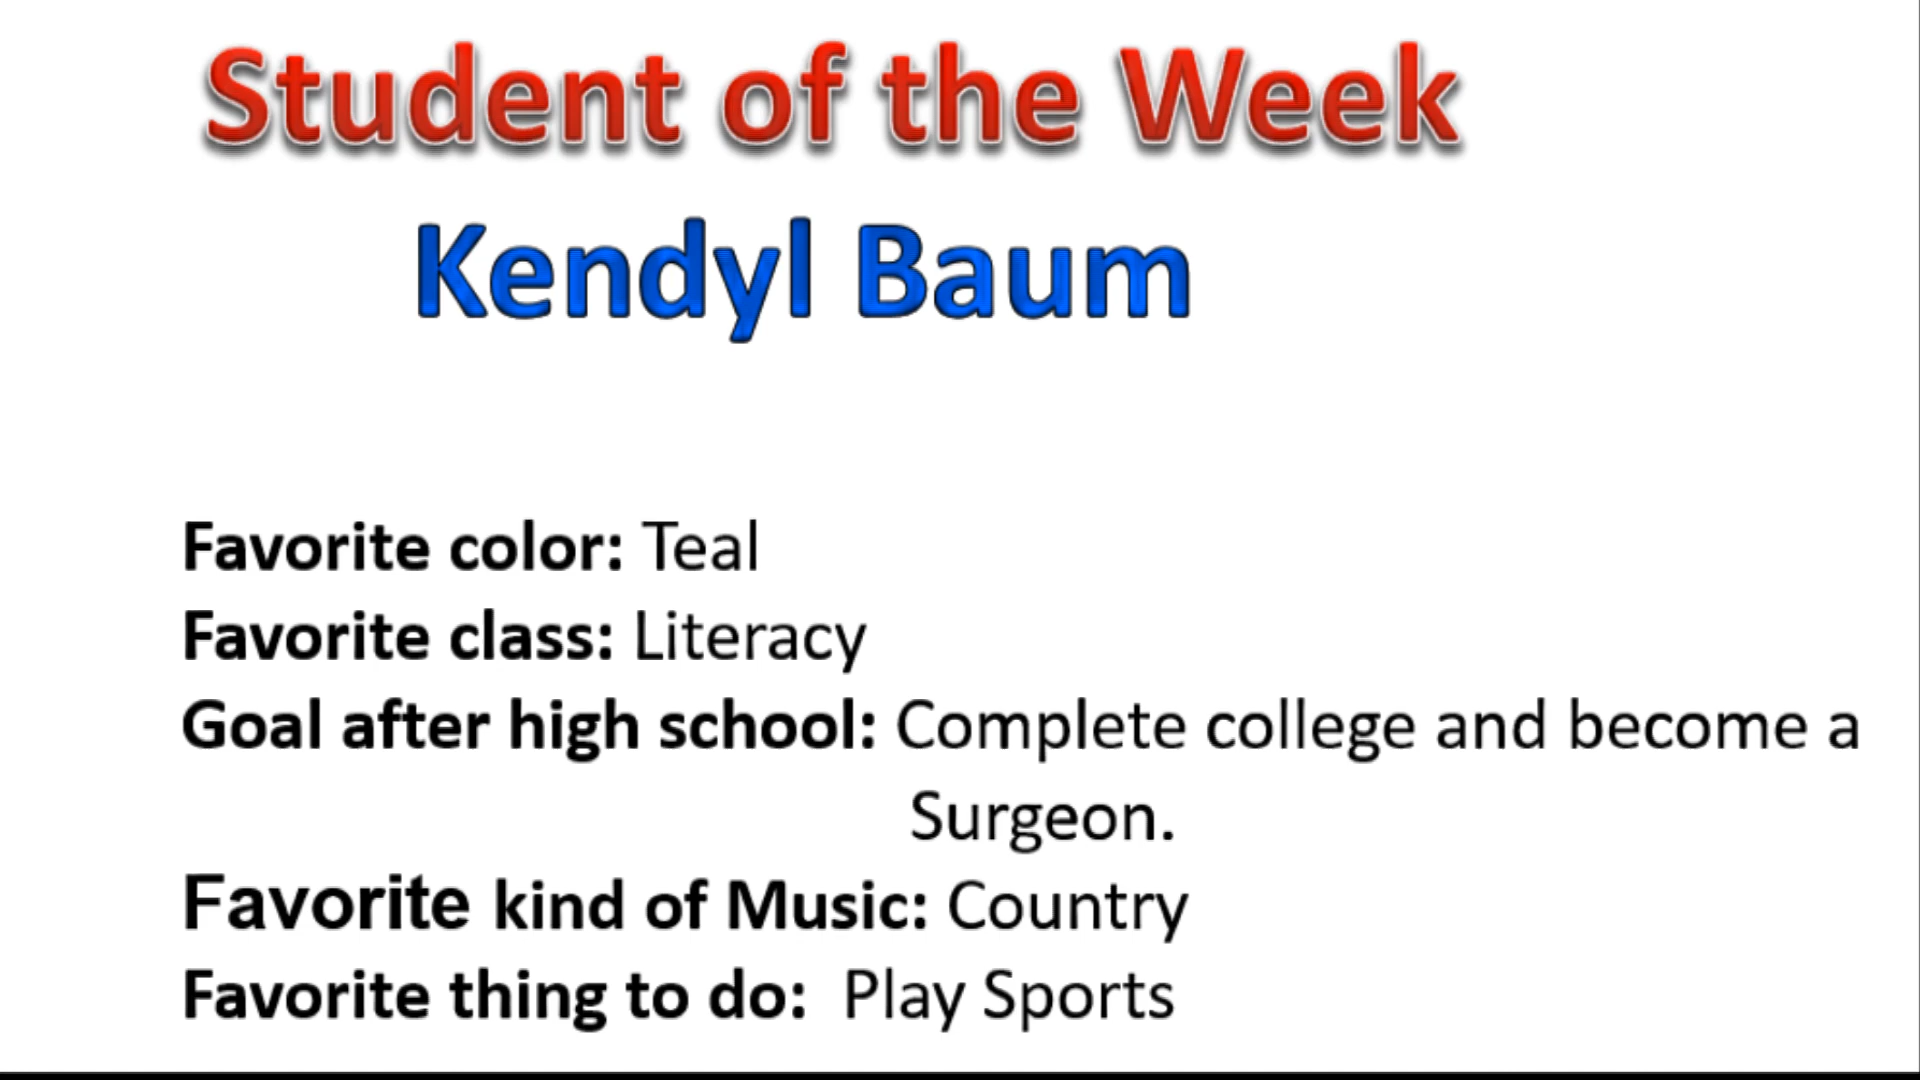 Student of the Week
Kendyl Baum
Favorite color: Teal
Favorite class: Literacy
Goal after high school: Complete college and become a
Surgeon.
Favorite kind of Music: Country
Favorite thing to do:  Play Sports